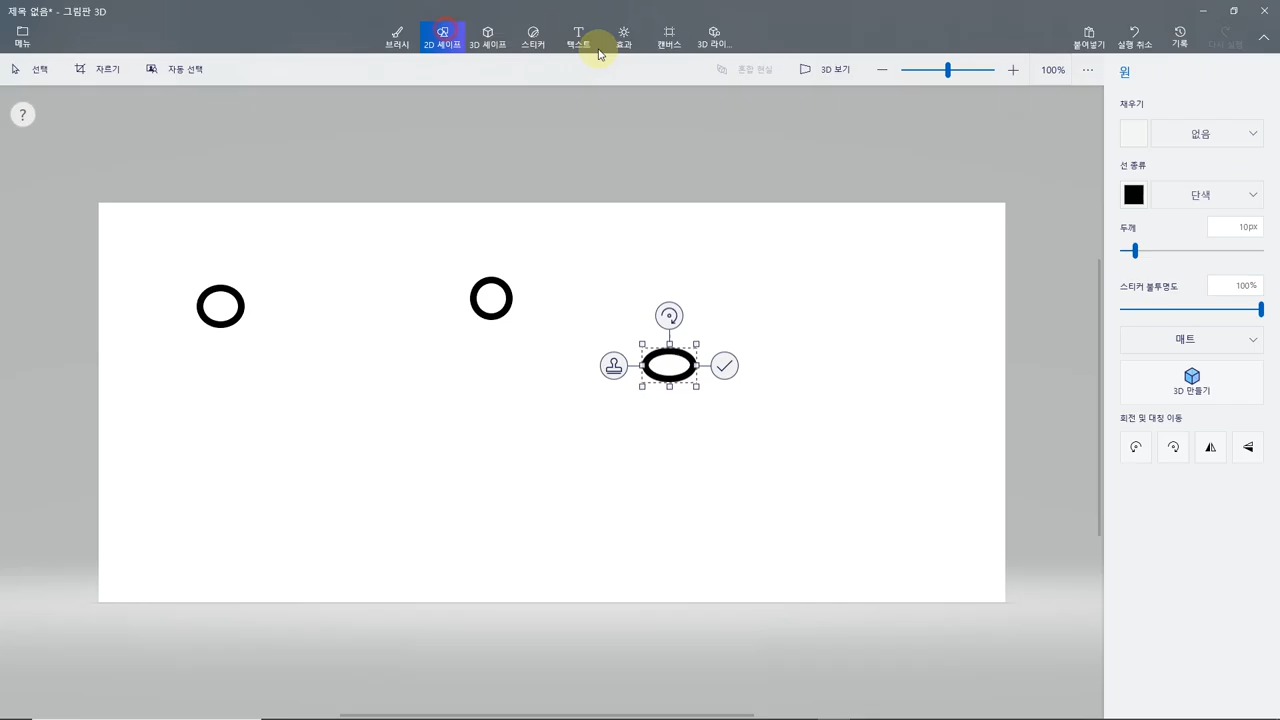 제목 없음* - 그림판 3D
메뉴
브러시
2D 셰이프
3D 셰이프
스티커
텍스트
효과
캔버스
3D 라이...
붙여넣기
실행 취소
기록
다시 실행
선택
자르기
자동 선택
혼합 현실
3D 보기
100%
?
원
채우기
없음
선 종류
단색
두께
10px
스티커 불투명도
100%
매트
3D 만들기
회전 및 대칭 이동